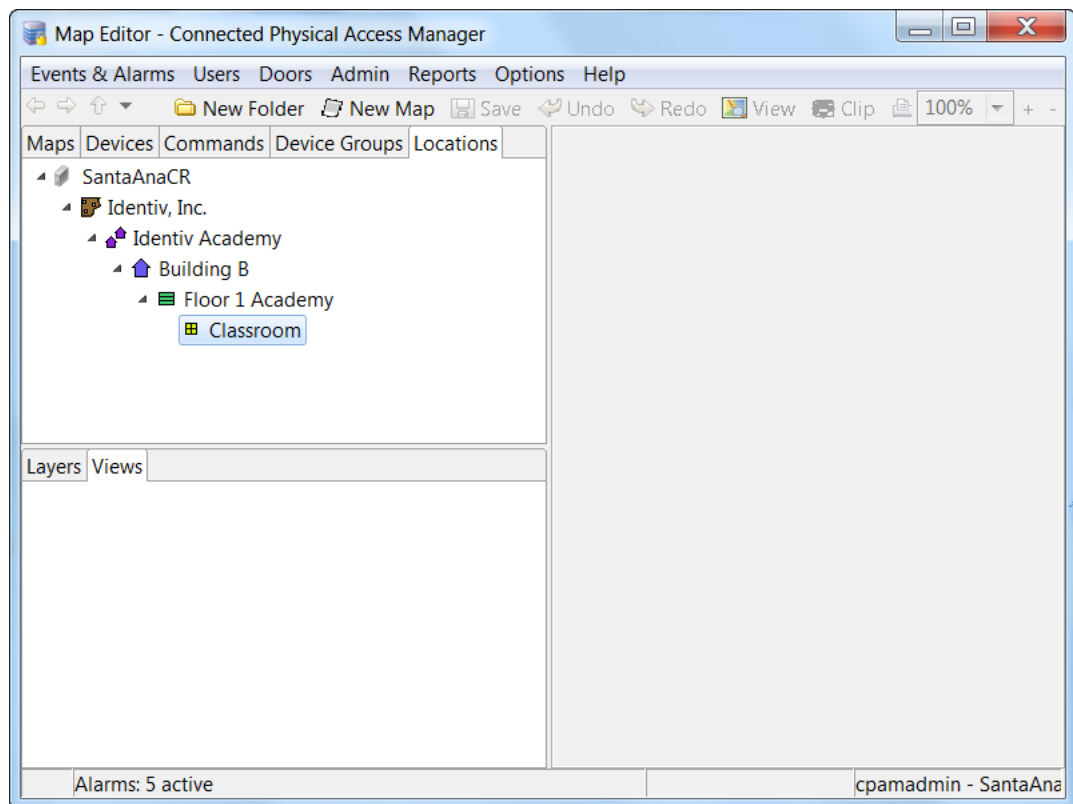 Map Editor - Connected Physical Access Manager
Events & Alarms Users Doors Admin Reports Options Help
New Folder New Map Save Undo Redo View Clip 100% + -
Maps Devices Commands Device Groups Locations
SantaAnaCR
Identiv, Inc.
Identiv Academy
Building B
Floor 1 Academy
Classroom
Layers Views
Alarms: 5 active cpamadmin - SantaAna